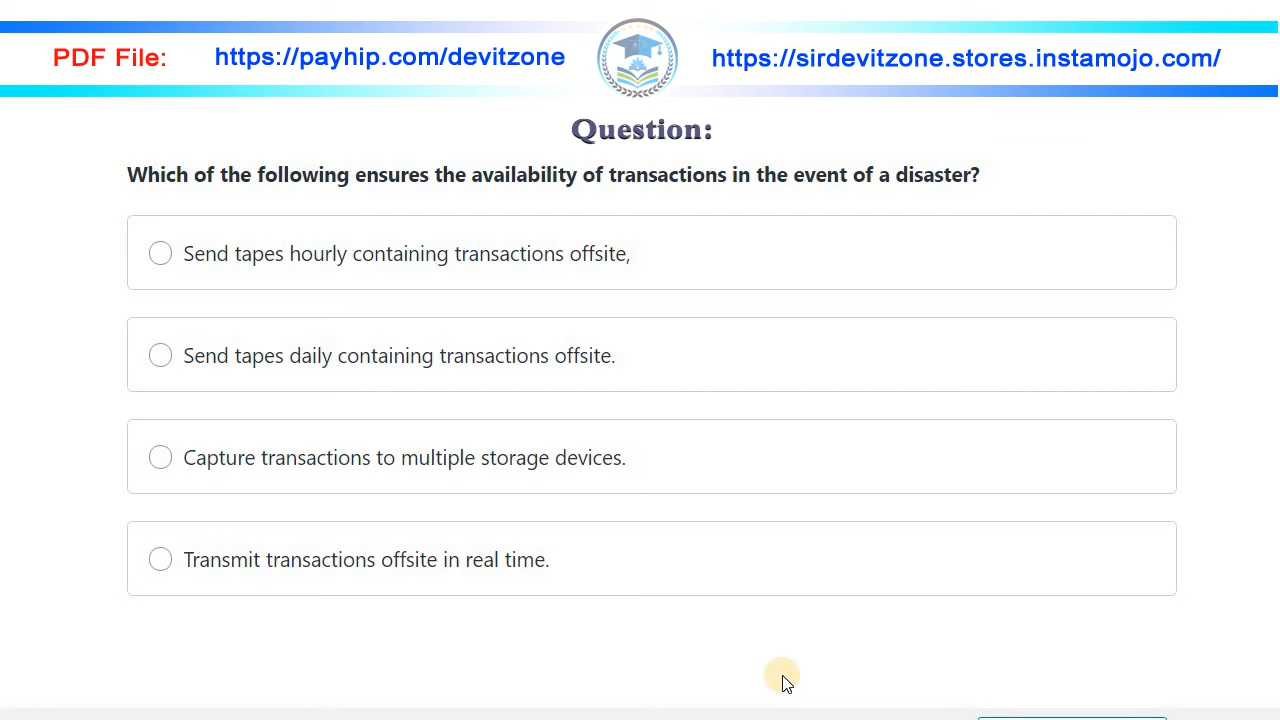 PDF File: https://payhip.com/devitzone https://sirdevitzone.stores.instamojo.com/
Question:
Which of the following ensures the availability of transactions in the event of a disaster?
Send tapes hourly containing transactions offsite,
Send tapes daily containing transactions offsite.
Capture transactions to multiple storage devices.
Transmit transactions offsite in real time.